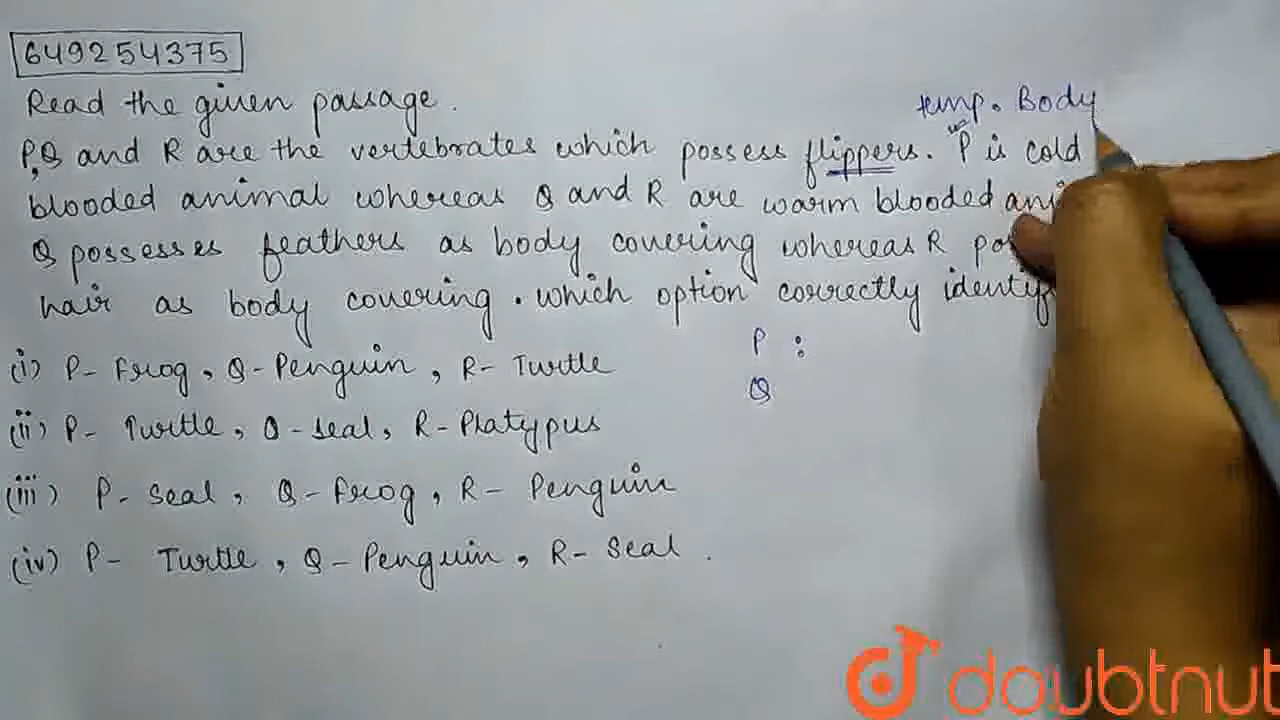 649254375
Read the given passage.
temp. Body
P,Q and R are the vertebrates which possess flippers. P is cold
blooded animal whereas Q and R are warm blooded
Q possesses feathers as body covering whereas R
hair as body covering. which option correctly
P :
(i) P- Frog, Q-Penguin, R- Turtle
Q
(ii) P- Turtle, Q-seal, R-Platypus
(iii) P- seal, Q-Frog, R- Penguin
(iv) P- Turtle, Q-Penguin, R- Seal.
doubtnut